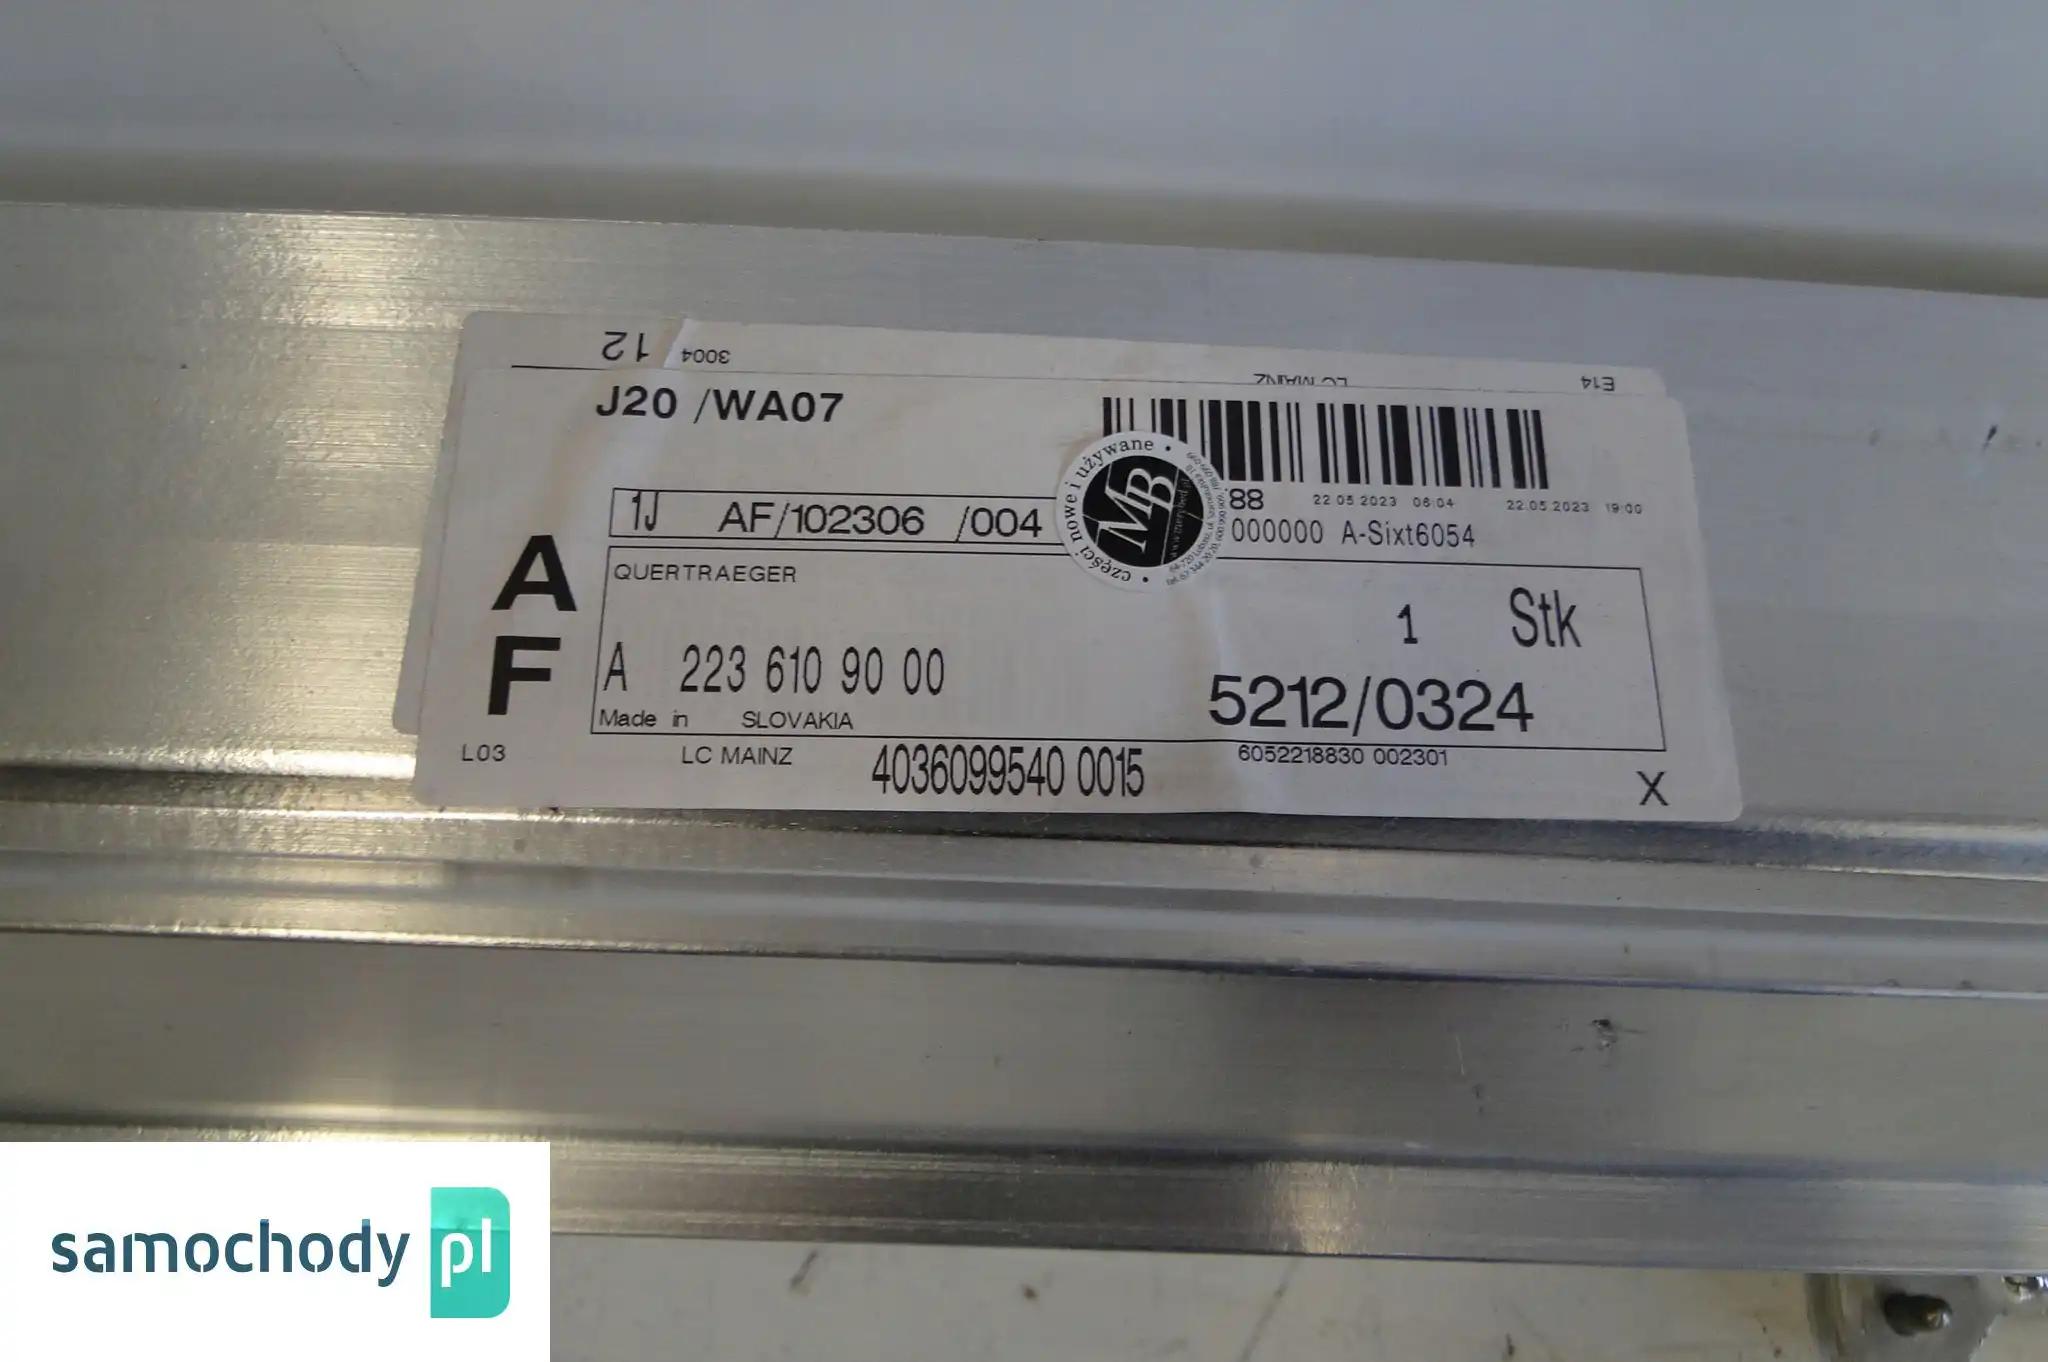 12 3004 LC MAINZ E14
J20 /WA07
88 22.05.2023 06:04 22.05.2023 19:00
1J AF/102306 /004 000000 A-Sixt6054
części nowe i używane
MB
A
F
QUERTRAEGER
1 Stk
A 223 610 90 00
5212/0324
Made in SLOVAKIA
L03 LC MAINZ 4036099540 0015 6052218830 002301
X
samochody pl